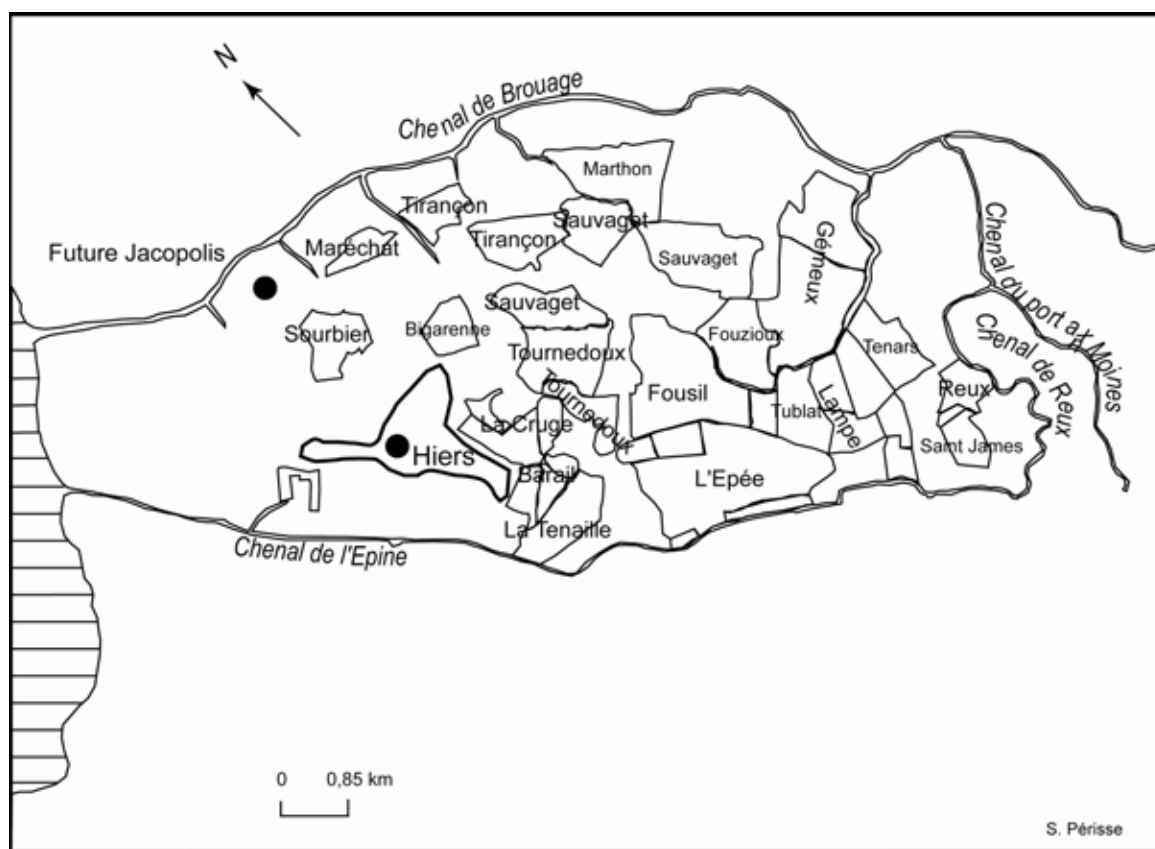 N
Chenal de Brouage
Marthon
Tirançon
Sauvaget
Tirançon
Maréchat
Future Jacopolis
Sauvaget
Gémeux
Chenal du port aux Moines
Sauvaget
Bigarenne
Sourbier
Fouzioux
Tournedoux
Tenars
Chenal de Reux
Tournedoux
Fousil
Reux
Tublat
Lampe
La Cruge
Saint James
Hiers
Barail
L'Epée
La Tenaille
Chenal de l'Epine
0 0,85 km
S. Périsse